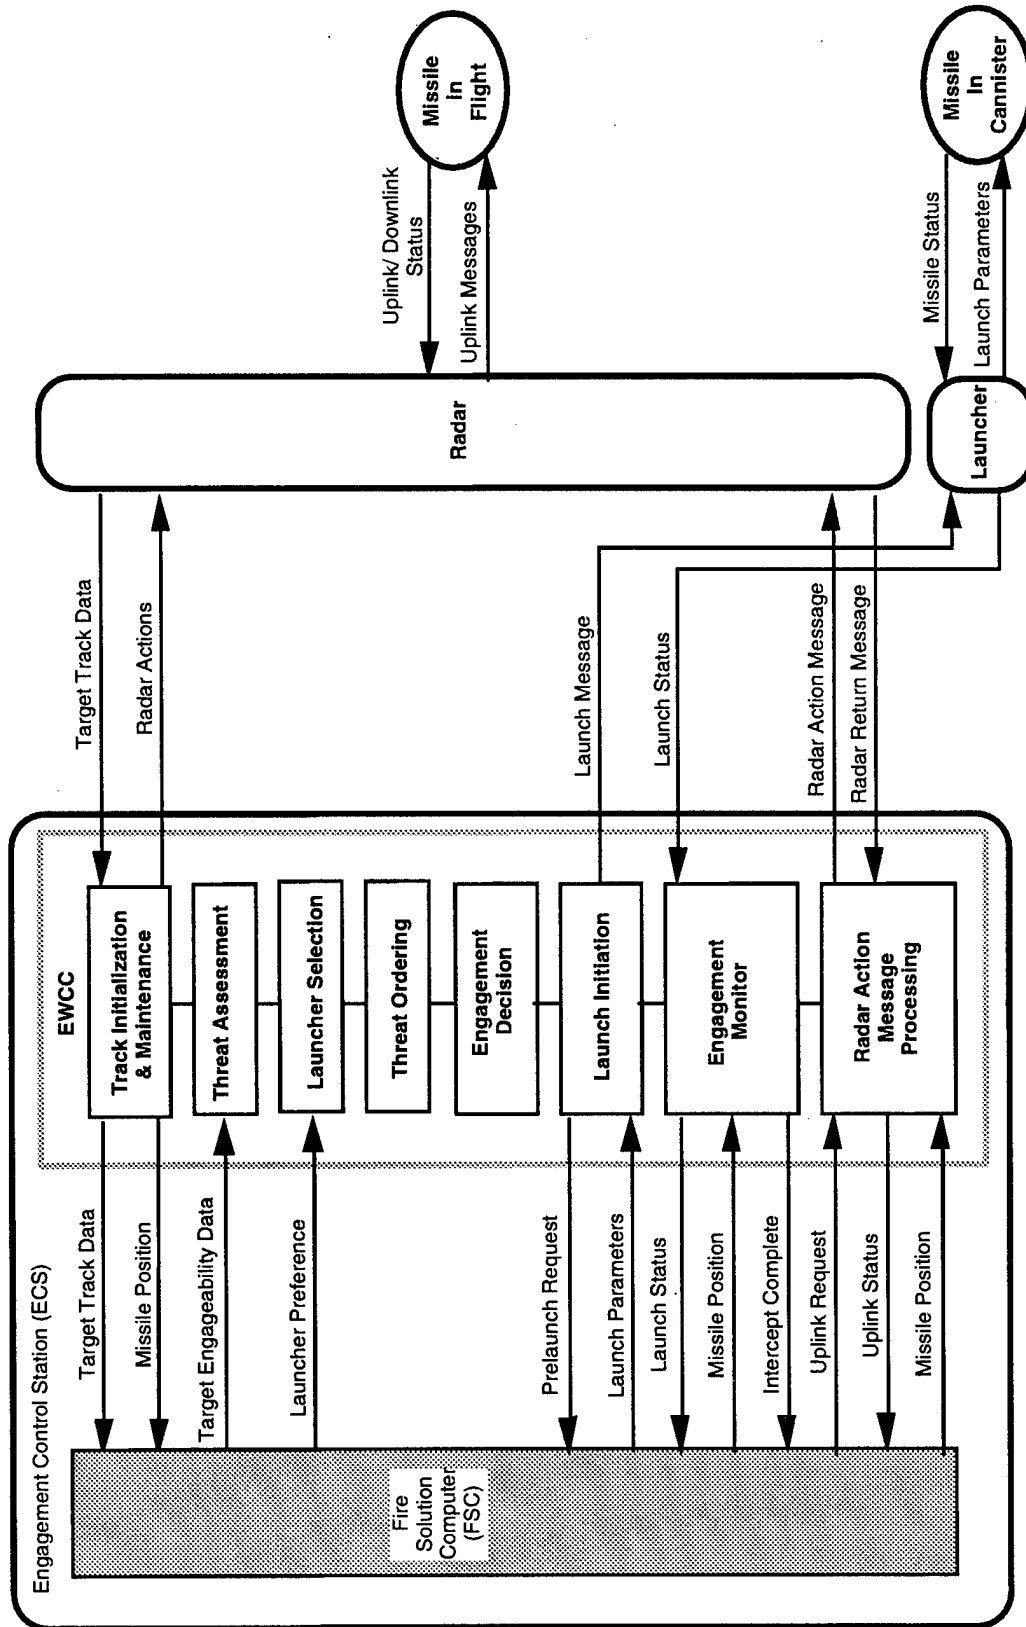 Engagement Control Station (ECS)
EWCC
Fire
Solution
Computer
(FSC)
Target Track Data
Missile Position
Target Engageability Data
Launcher Preference
Prelaunch Request
Launch Parameters
Launch Status
Missile Position
Intercept Complete
Uplink Request
Uplink Status
Missile Position
Track Initialization
& Maintenance
Threat Assessment
Launcher Selection
Threat Ordering
Engagement
Decision
Launch Initiation
Engagement
Monitor
Radar Action
Message
Processing
Target Track Data
Radar Actions
Launch Message
Launch Status
Radar Action Message
Radar Return Message
Radar
Launcher
Uplink/ Downlink
Status
Uplink Messages
Missile Status
Launch Parameters
Missile
in
Flight
Missile
In
Cannister